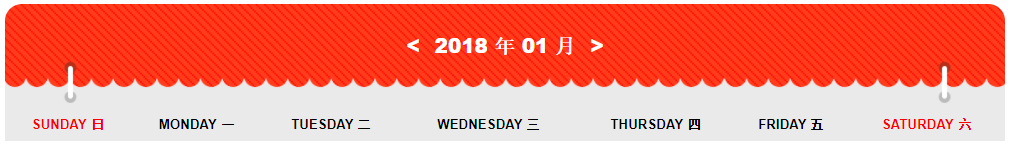 < 2018 年 01 月 >
SUNDAY 日 MONDAY 一 TUESDAY 二 WEDNESDAY 三 THURSDAY 四 FRIDAY 五 SATURDAY 六